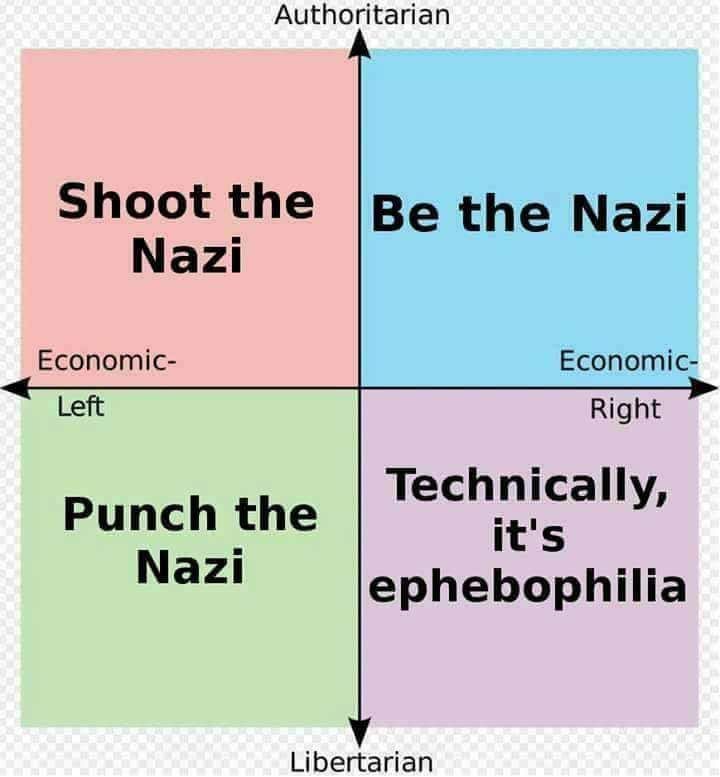 Authoritarian
Shoot the
Nazi
Be the Nazi
Economic-
Left
Economic-
Right
Punch the
Nazi
Technically,
it's
ephebophilia
Libertarian